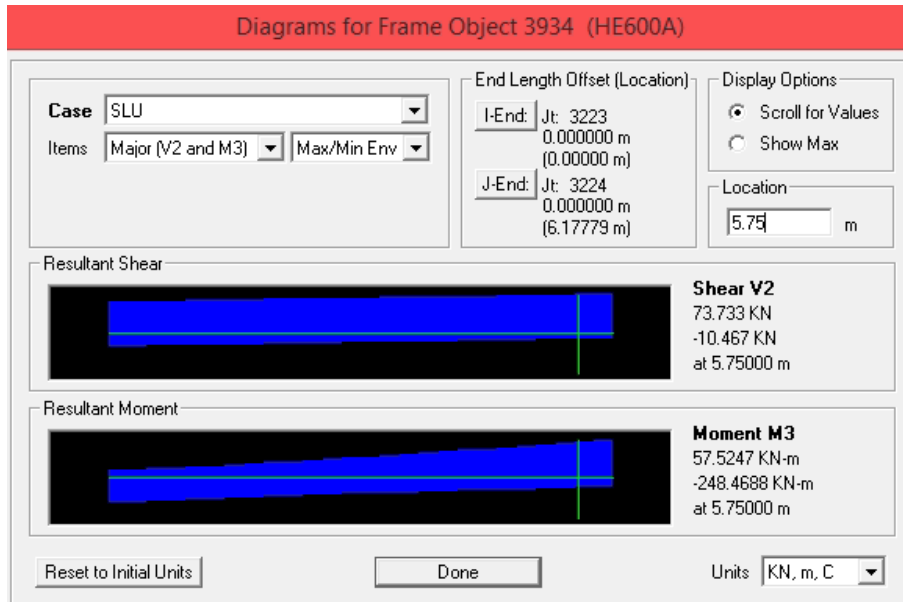 Diagrams for Frame Object 3934 (HE600A)
Case SLU
Items Major (V2 and M3) Max/Min Env
End Length Offset (Location)
I-End: Jt: 3223
0.000000 m
(0.00000 m)
J-End: Jt: 3224
0.000000 m
(6.17779 m)
Display Options
Scroll for Values
Show Max
Location
5.75 m
Resultant Shear
Shear V2
73.733 KN
-10.467 KN
at 5.75000 m
Resultant Moment
Moment M3
57.5247 KN-m
-248.4688 KN-m
at 5.75000 m
Reset to Initial Units Done Units KN, m, C